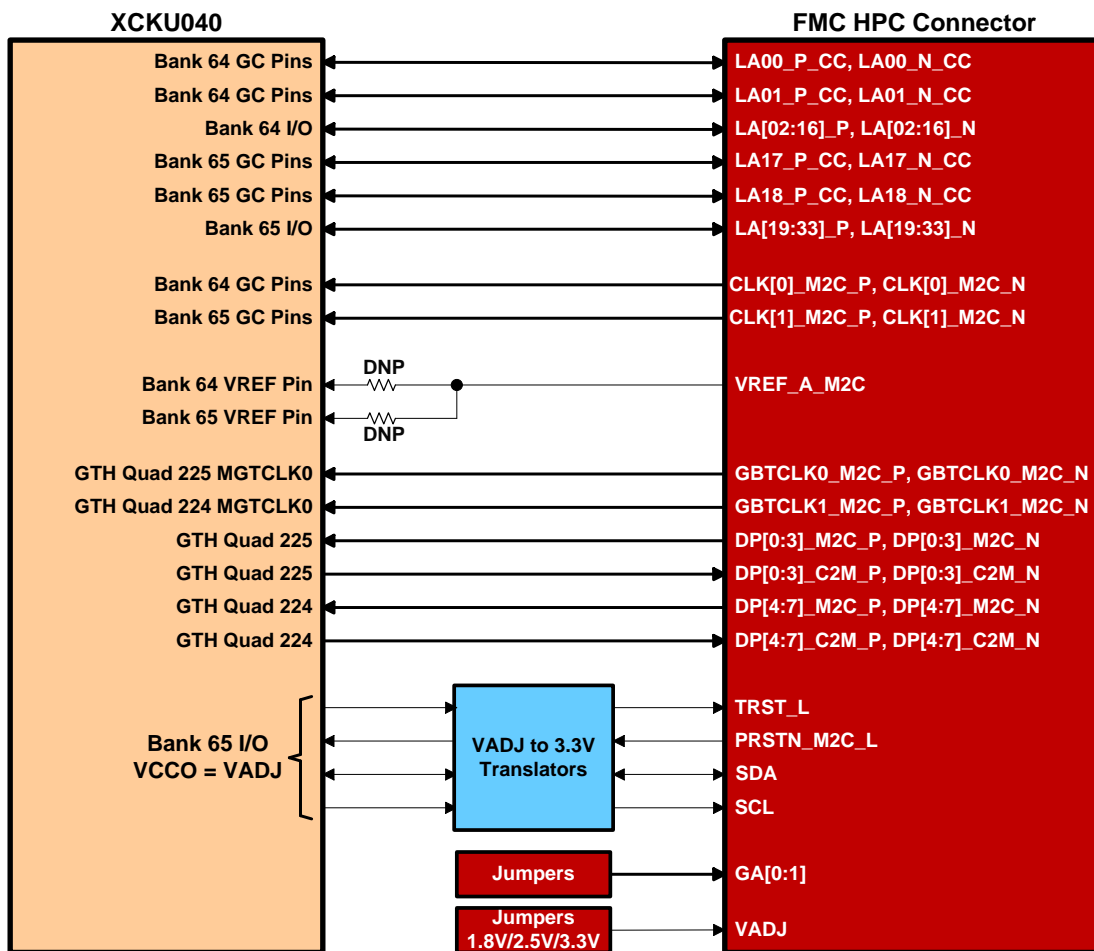 XCKU040
FMC HPC Connector
Bank 64 GC Pins
LA00_P_CC, LA00_N_CC
Bank 64 GC Pins
LA01_P_CC, LA01_N_CC
Bank 64 I/O
LA[02:16]_P, LA[02:16]_N
Bank 65 GC Pins
LA17_P_CC, LA17_N_CC
Bank 65 GC Pins
LA18_P_CC, LA18_N_CC
Bank 65 I/O
LA[19:33]_P, LA[19:33]_N
Bank 64 GC Pins
CLK[0]_M2C_P, CLK[0]_M2C_N
Bank 65 GC Pins
CLK[1]_M2C_P, CLK[1]_M2C_N
DNP
Bank 64 VREF Pin
VREF_A_M2C
Bank 65 VREF Pin
DNP
GTH Quad 225 MGTCLK0
GBTCLK0_M2C_P, GBTCLK0_M2C_N
GTH Quad 224 MGTCLK0
GBTCLK1_M2C_P, GBTCLK1_M2C_N
GTH Quad 225
DP[0:3]_M2C_P, DP[0:3]_M2C_N
GTH Quad 225
DP[0:3]_C2M_P, DP[0:3]_C2M_N
GTH Quad 224
DP[4:7]_M2C_P, DP[4:7]_M2C_N
GTH Quad 224
DP[4:7]_C2M_P, DP[4:7]_C2M_N
Bank 65 I/O
VCCO = VADJ
VADJ to 3.3V
Translators
TRST_L
PRSTN_M2C_L
SDA
SCL
Jumpers
GA[0:1]
Jumpers
1.8V/2.5V/3.3V
VADJ